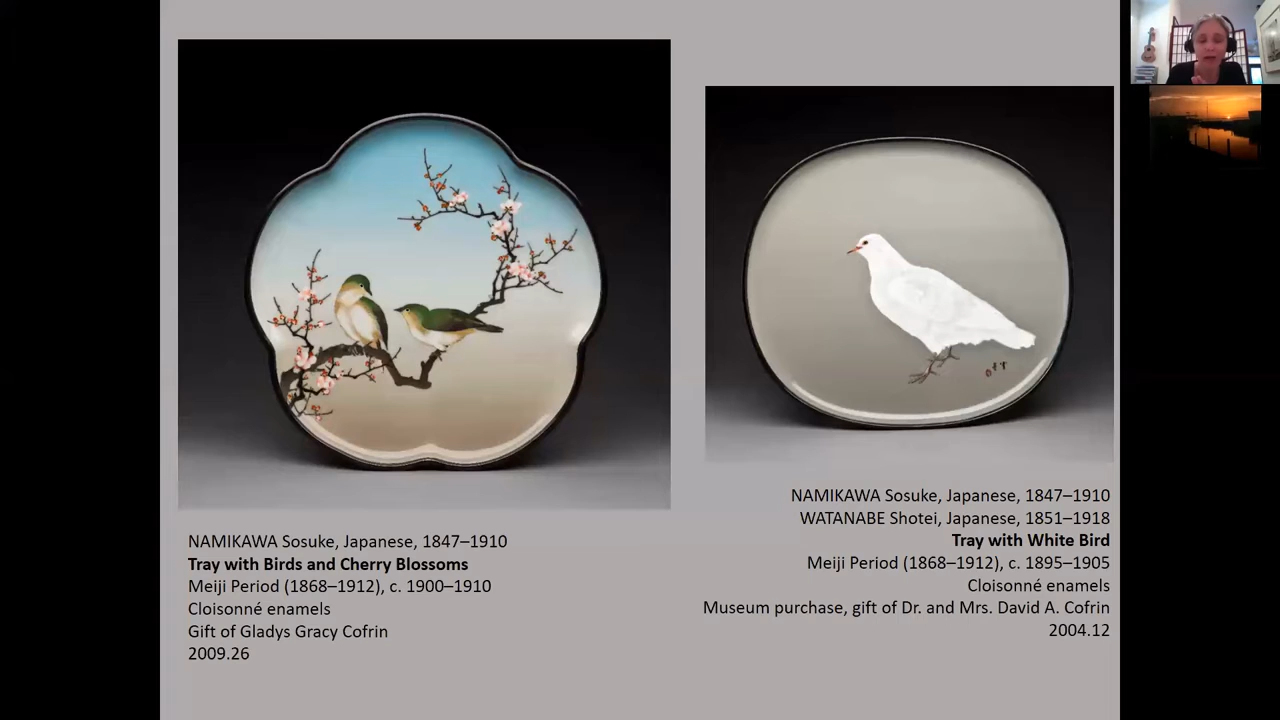 NAMIKAWA Sosuke, Japanese, 1847–1910
Tray with Birds and Cherry Blossoms
Meiji Period (1868–1912), c. 1900–1910
Cloisonné enamels
Gift of Gladys Gracy Cofrin
2009.26
NAMIKAWA Sosuke, Japanese, 1847–1910
WATANABE Shotei, Japanese, 1851–1918
Tray with White Bird
Meiji Period (1868–1912), c. 1895–1905
Cloisonné enamels
Museum purchase, gift of Dr. and Mrs. David A. Cofrin
2004.12